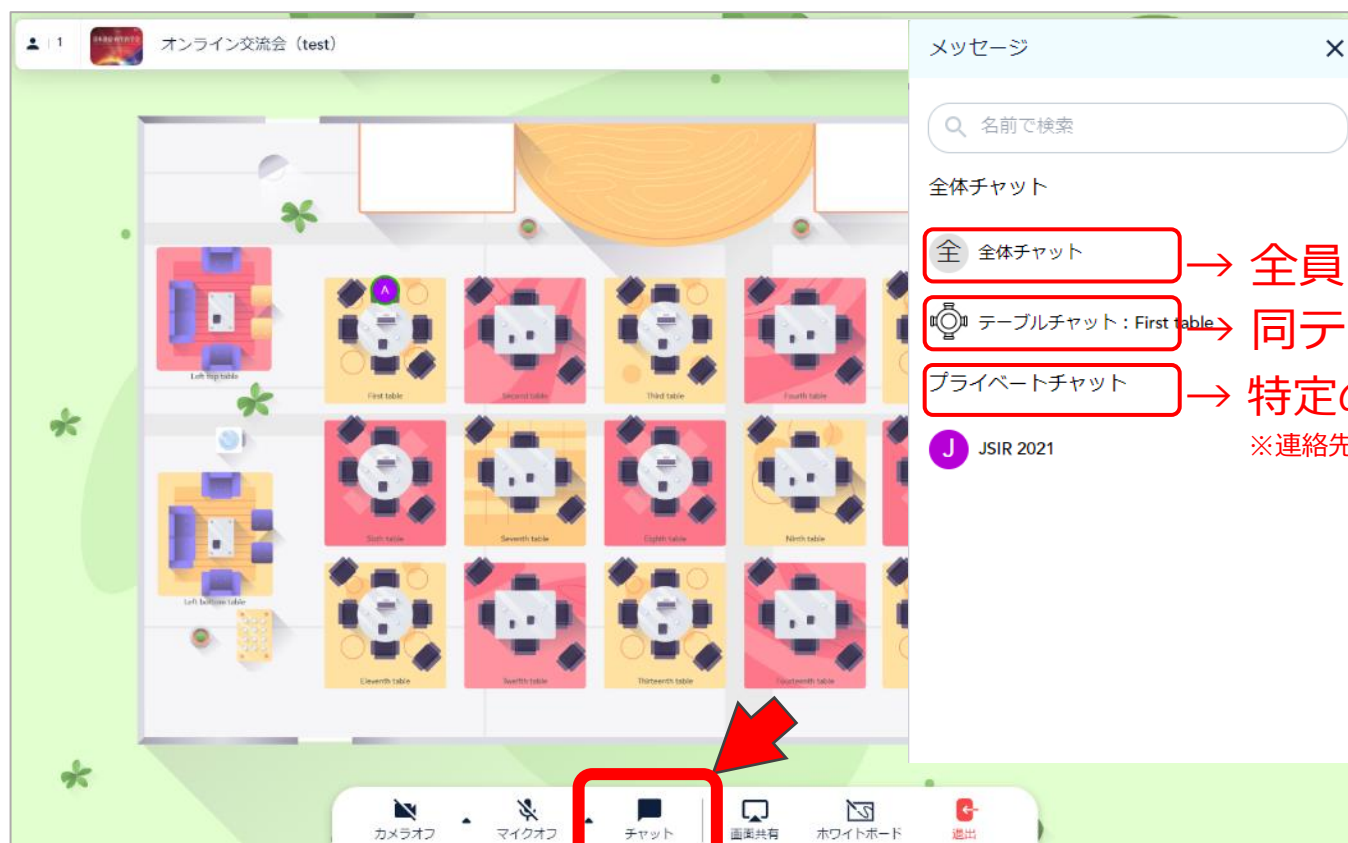 1
オンライン交流会（test）
メッセージ
名前で検索
全体チャット
全 全体チャット
→ 全員
テーブルチャット：First table
→ 同テ
プライベートチャット
→ 特定の
J JSIR 2021
※連絡先
A
Left top table
First table
Second table
Third table
Fourth table
Sixth table
Seventh table
Eighth table
Ninth table
Left bottom table
Eleventh table
Twelfth table
Thirteenth table
Fourteenth table
カメラオフ
マイクオフ
チャット
画面共有
ホワイトボード
退出